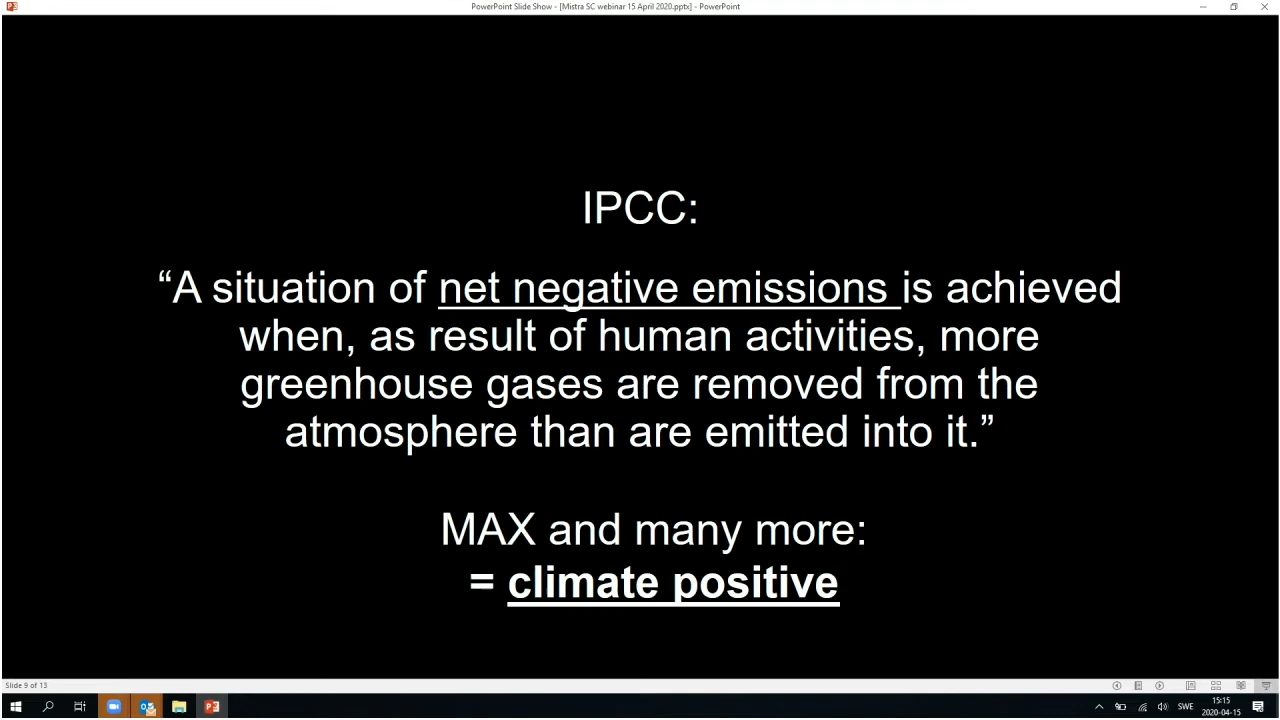 PowerPoint Slide Show - [Mistra SC webinar 15 April 2020.pptx] - PowerPoint
IPCC:
“A situation of net negative emissions is achieved
when, as result of human activities, more
greenhouse gases are removed from the
atmosphere than are emitted into it.”
MAX and many more:
= climate positive
Slide 9 of 13
SWE
15:15
2020-04-15